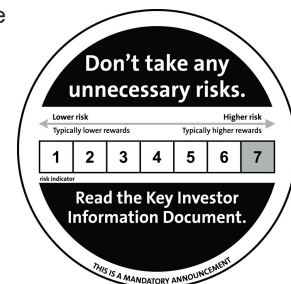 e
Don’t take any
unnecessary risks.
Lower risk Higher risk
Typically lower rewards Typically higher rewards
1 2 3 4 5 6 7
risk indicator
Read the Key Investor
Information Document.
THIS IS A MANDATORY ANNOUNCEMENT